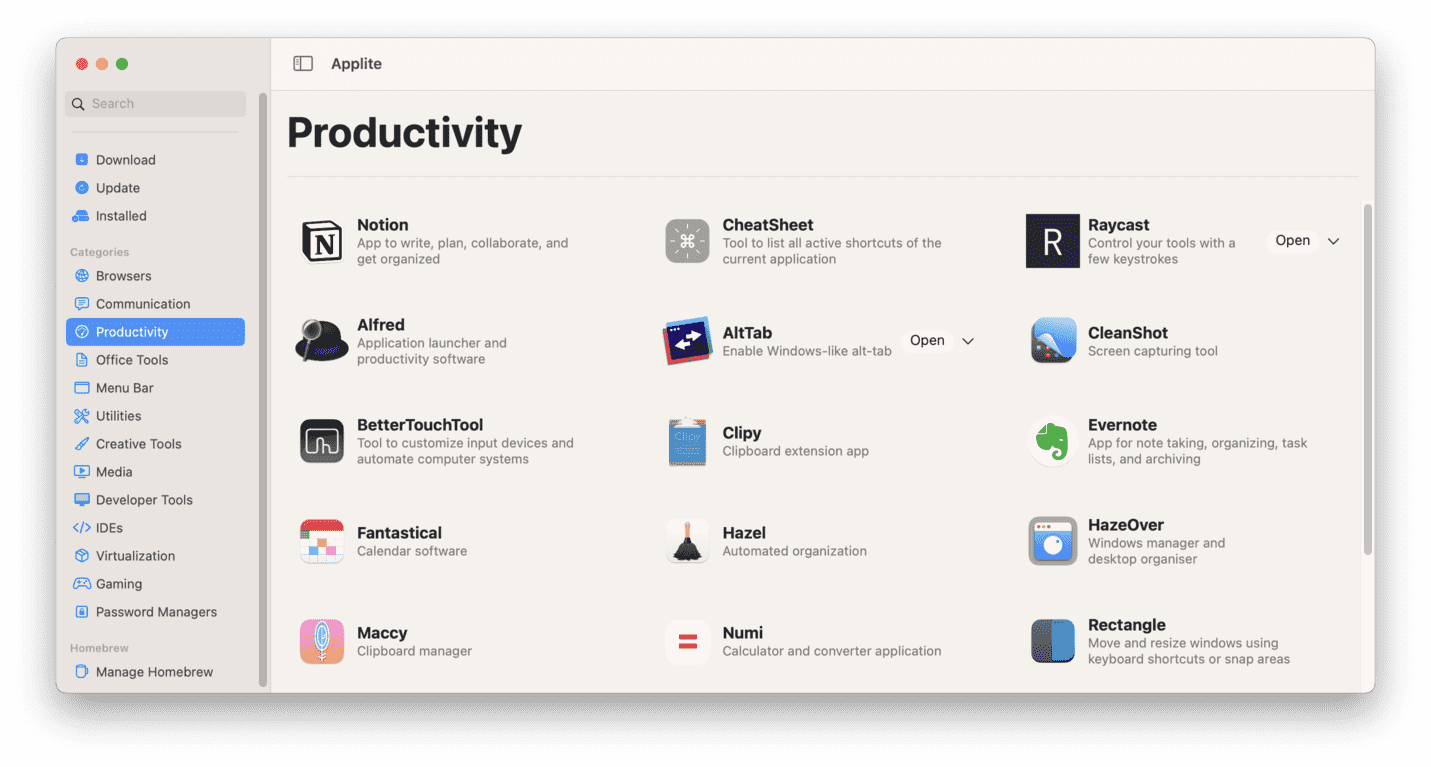 Applite
Search
Download
Update
Installed
Categories
Browsers
Communication
Productivity
Office Tools
Menu Bar
Utilities
Creative Tools
Media
Developer Tools
IDEs
Virtualization
Gaming
Password Managers
Homebrew
Manage Homebrew
Productivity
N
Notion
App to write, plan, collaborate, and
get organized
CheatSheet
Tool to list all active shortcuts of the
current application
R
Raycast
Control your tools with a
few keystrokes
Open
Alfred
Application launcher and
productivity software
AltTab
Enable Windows-like alt-tab
Open
CleanShot
Screen capturing tool
BetterTouchTool
Tool to customize input devices and
automate computer systems
Clipy
Clipy
Clipboard extension app
Evernote
App for note taking, organizing, task
lists, and archiving
Fantastical
Calendar software
Hazel
Automated organization
HazeOver
Windows manager and
desktop organiser
Maccy
Clipboard manager
Numi
Calculator and converter application
Rectangle
Move and resize windows using
keyboard shortcuts or snap areas